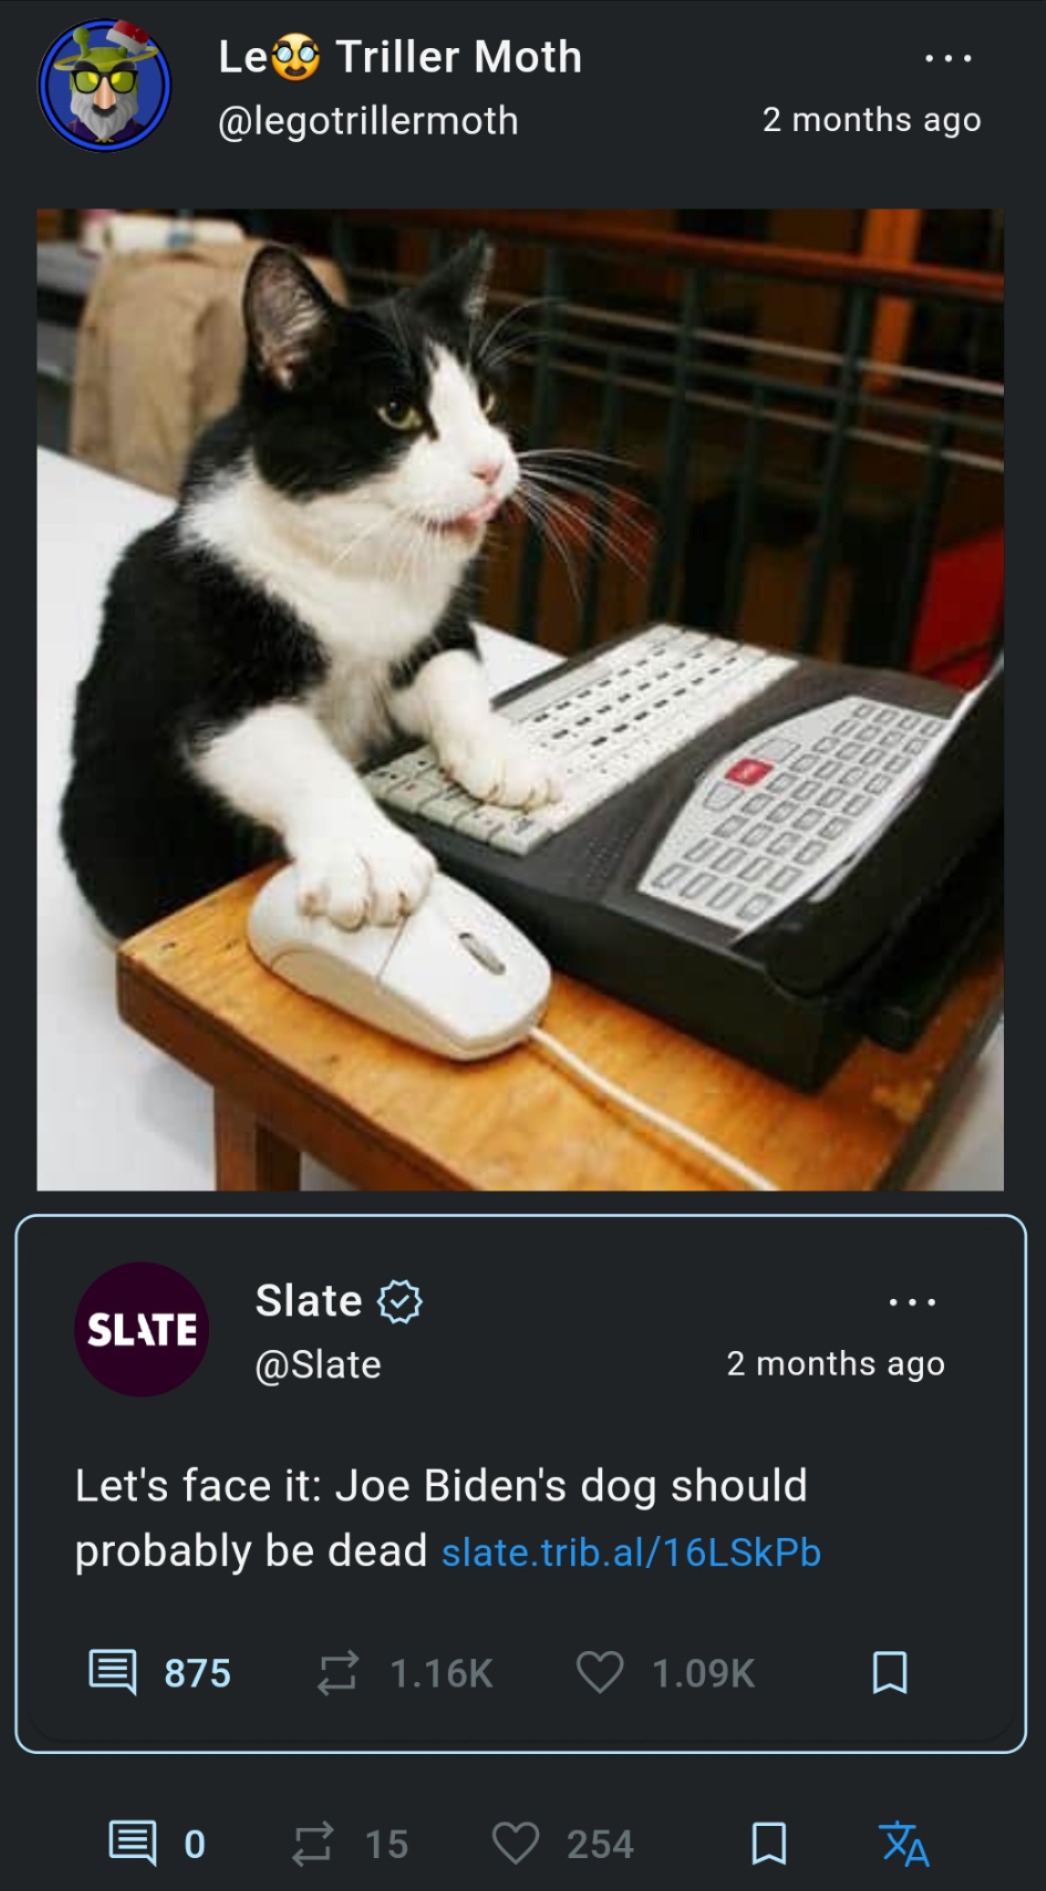 Le🥸 Triller Moth
@legotrillermoth
2 months ago
SLATE
Slate
@Slate
2 months ago
Let's face it: Joe Biden's dog should
probably be dead slate.trib.al/16LSkPb
875 1.16K 1.09K
0 15 254